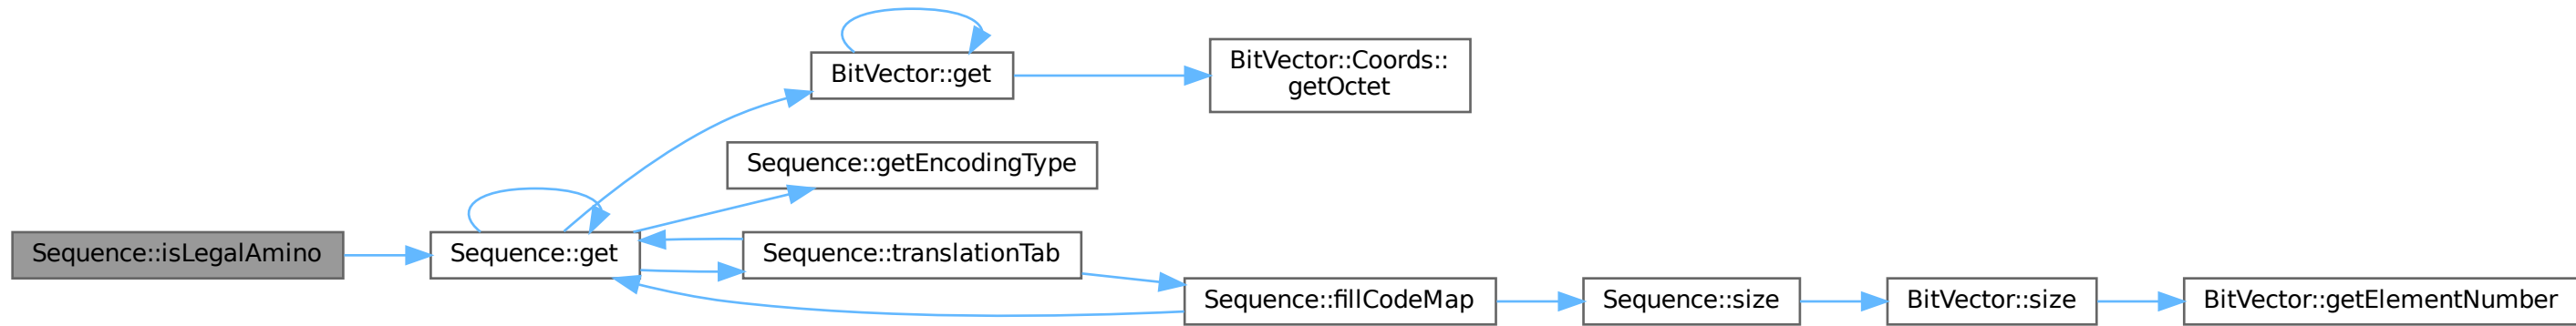 BitVector::get
BitVector::Coords::
getOctet
Sequence::getEncodingType
Sequence::isLegalAmino
Sequence::get
Sequence::translationTab
Sequence::fillCodeMap
Sequence::size
BitVector::size
BitVector::getElementNumber